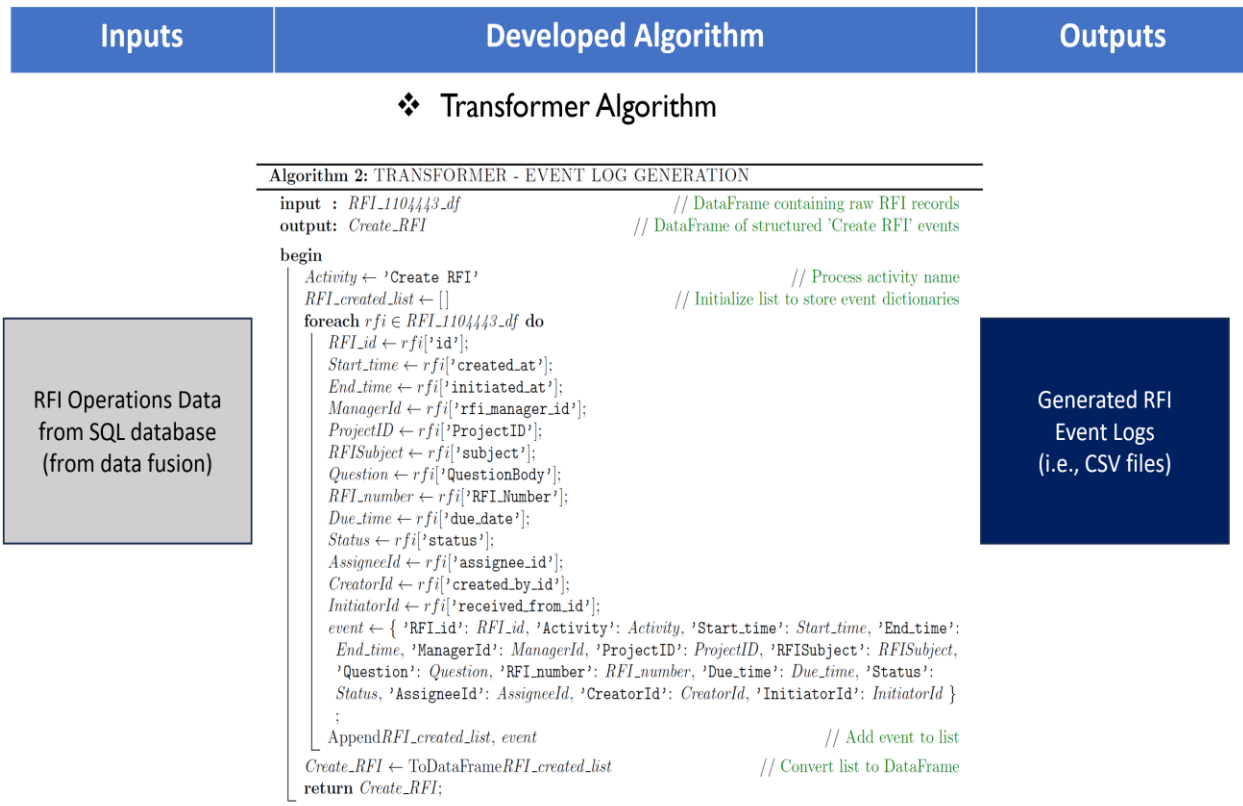 Inputs
Developed Algorithm
Outputs
❖ Transformer Algorithm
Algorithm 2: TRANSFORMER - EVENT LOG GENERATION
input : RFI_1104443_df // DataFrame containing raw RFI records
output: Create_RFI // DataFrame of structured 'Create RFI' events
begin
Activity ← 'Create RFI' // Process activity name
RFI_created_list ← [] // Initialize list to store event dictionaries
foreach rfi ∈ RFI_1104443_df do
RFI_id ← rfi['id'];
Start_time ← rfi['created_at'];
End_time ← rfi['initiated_at'];
ManagerId ← rfi['rfi_manager_id'];
ProjectID ← rfi['ProjectID'];
RFISubject ← rfi['subject'];
Question ← rfi['QuestionBody'];
RFI_number ← rfi['RFI_Number'];
Due_time ← rfi['due_date'];
Status ← rfi['status'];
AssigneeId ← rfi['assignee_id'];
CreatorId ← rfi['created_by_id'];
InitiatorId ← rfi['received_from_id'];
event ← { 'RFI_id': RFI_id, 'Activity': Activity, 'Start_time': Start_time, 'End_time':
End_time, 'ManagerId': ManagerId, 'ProjectID': ProjectID, 'RFISubject': RFISubject,
'Question': Question, 'RFI_number': RFI_number, 'Due_time': Due_time, 'Status':
Status, 'AssigneeId': AssigneeId, 'CreatorId': CreatorId, 'InitiatorId': InitiatorId }
;
AppendRFI_created_list, event // Add event to list
Create_RFI ← ToDataFrameRFI_created_list // Convert list to DataFrame
return Create_RFI;
RFI Operations Data
from SQL database
(from data fusion)
Generated RFI
Event Logs
(i.e., CSV files)